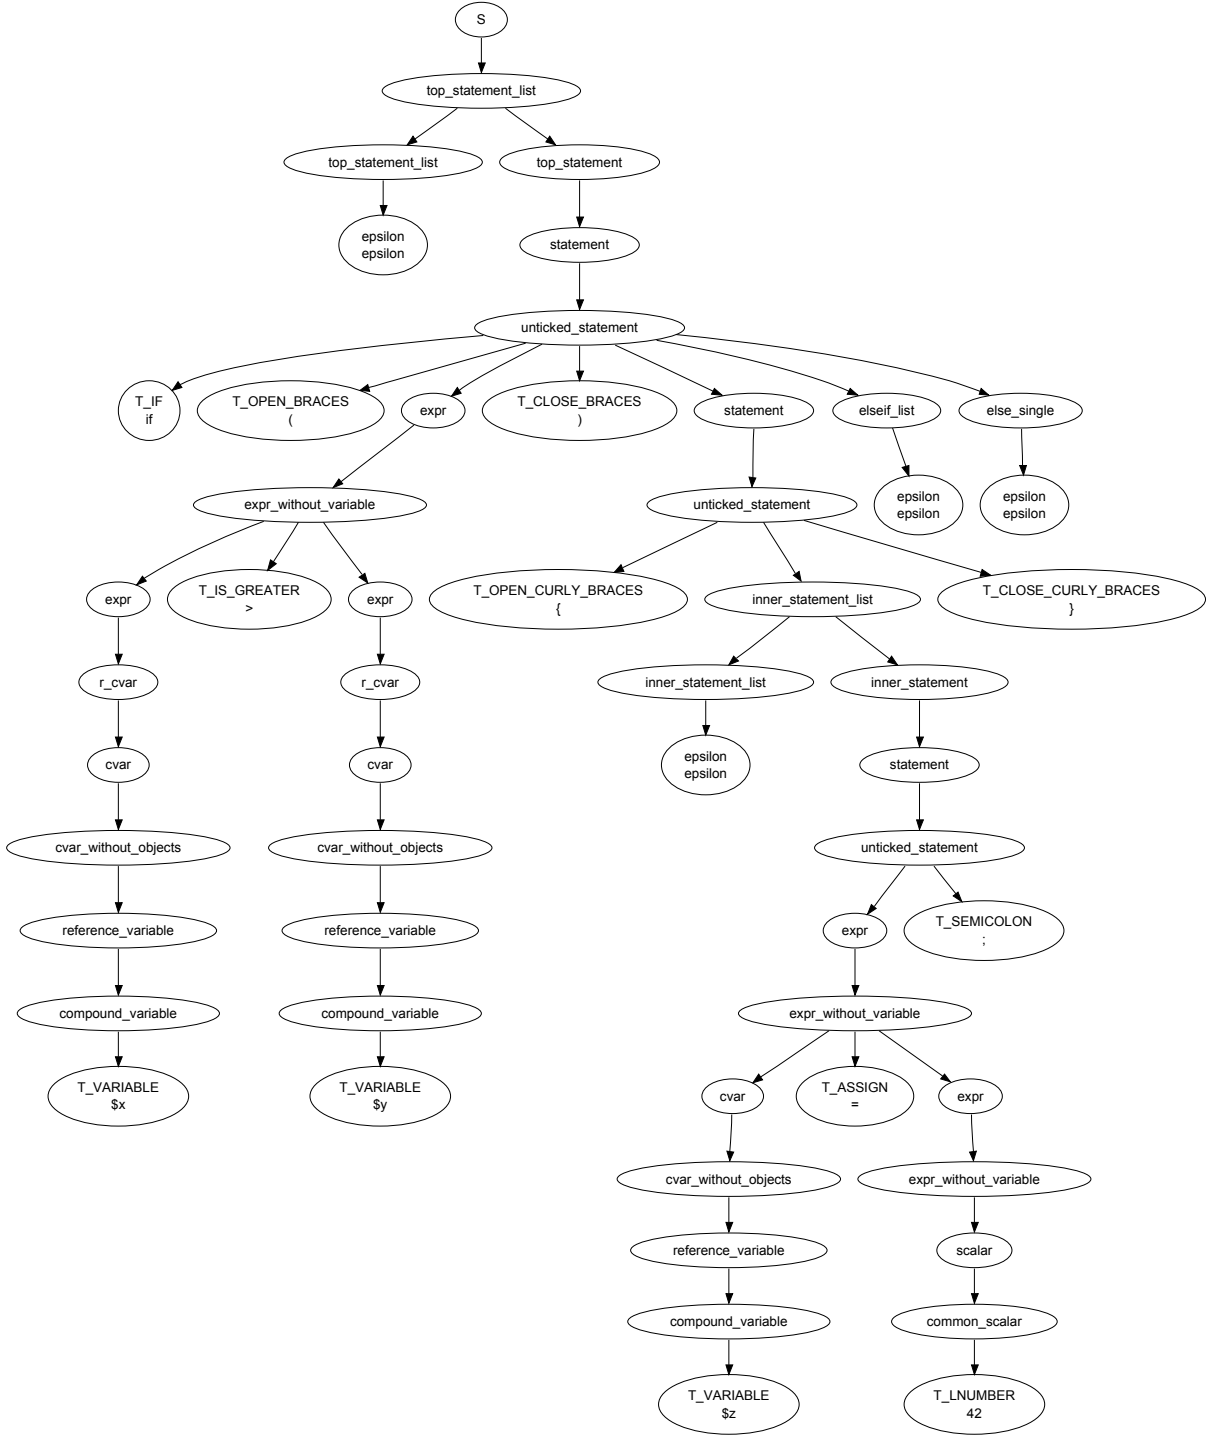 S
top_statement_list
top_statement_list
top_statement
epsilon
epsilon
statement
unticked_statement
T_IF
if
T_OPEN_BRACES
(
expr
T_CLOSE_BRACES
)
statement
elseif_list
else_single
expr_without_variable
unticked_statement
epsilon
epsilon
epsilon
epsilon
expr
T_IS_GREATER
>
expr
T_OPEN_CURLY_BRACES
{
inner_statement_list
T_CLOSE_CURLY_BRACES
}
r_cvar
r_cvar
inner_statement_list
inner_statement
cvar
cvar
epsilon
epsilon
statement
cvar_without_objects
cvar_without_objects
unticked_statement
reference_variable
reference_variable
expr
T_SEMICOLON
;
compound_variable
compound_variable
expr_without_variable
T_VARIABLE
$x
T_VARIABLE
$y
cvar
T_ASSIGN
=
expr
cvar_without_objects
expr_without_variable
reference_variable
scalar
compound_variable
common_scalar
T_VARIABLE
$z
T_LNUMBER
42